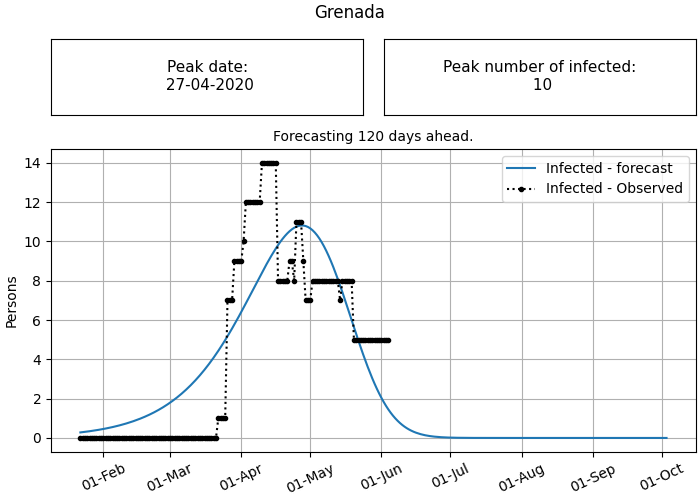 Grenada
Peak date:
27-04-2020
Peak number of infected:
10
Forecasting 120 days ahead.
Infected - forecast
Infected - Observed
14
12
10
8
6
4
2
0
Persons
01-Feb
01-Mar
01-Apr
01-May
01-Jun
01-Jul
01-Aug
01-Sep
01-Oct